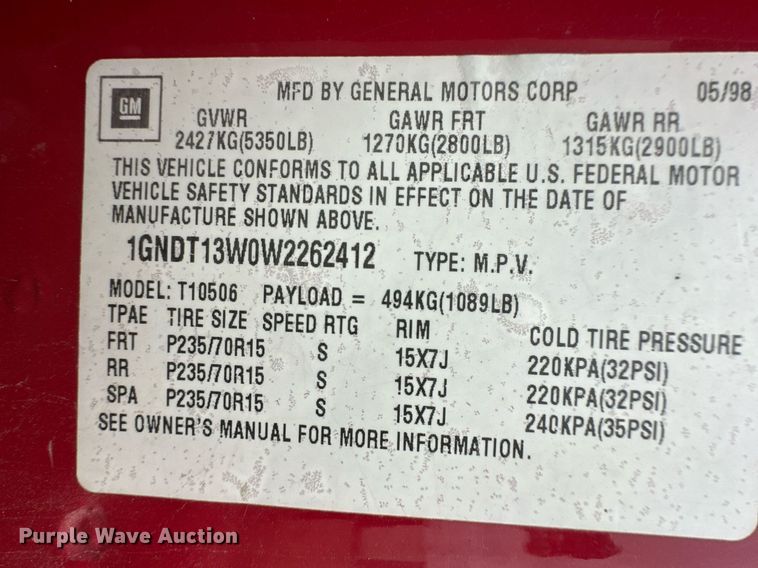 GM
MFD BY GENERAL MOTORS CORP 05/98
GVWR GAWR FRT GAWR RR
2427KG(5350LB) 1270KG(2800LB) 1315KG(2900LB)
THIS VEHICLE CONFORMS TO ALL APPLICABLE U.S. FEDERAL MOTOR
VEHICLE SAFETY STANDARDS IN EFFECT ON THE DATE OF
MANUFACTURE SHOWN ABOVE.
1GNDT13W0W2262412 TYPE: M.P.V.
MODEL: T10506 PAYLOAD = 494KG(1089LB)
TPAE TIRE SIZE SPEED RTG RIM COLD TIRE PRESSURE
FRT P235/70R15 S 15X7J 220KPA(32PSI)
RR P235/70R15 S 15X7J 220KPA(32PSI)
SPA P235/70R15 S 15X7J 240KPA(35PSI)
SEE OWNER'S MANUAL FOR MORE INFORMATION.
Purple Wave Auction